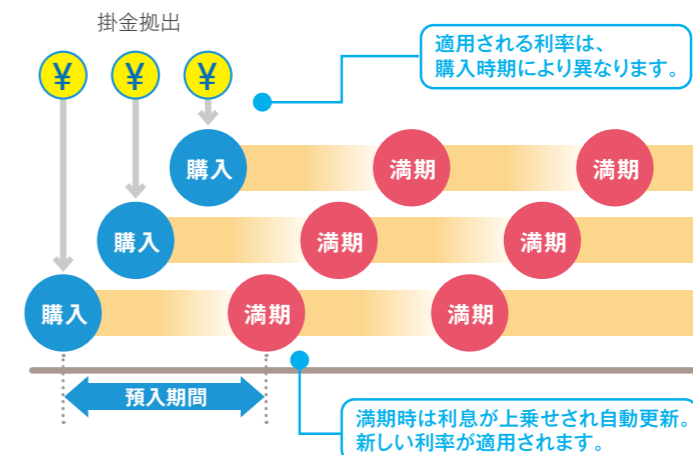 掛金拠出
¥ ¥ ¥
適用される利率は、
購入時期により異なります。
購入 満期 満期
購入 満期 満期
購入 満期 満期
預入期間
満期時は利息が上乗せされ自動更新。
新しい利率が適用されます。